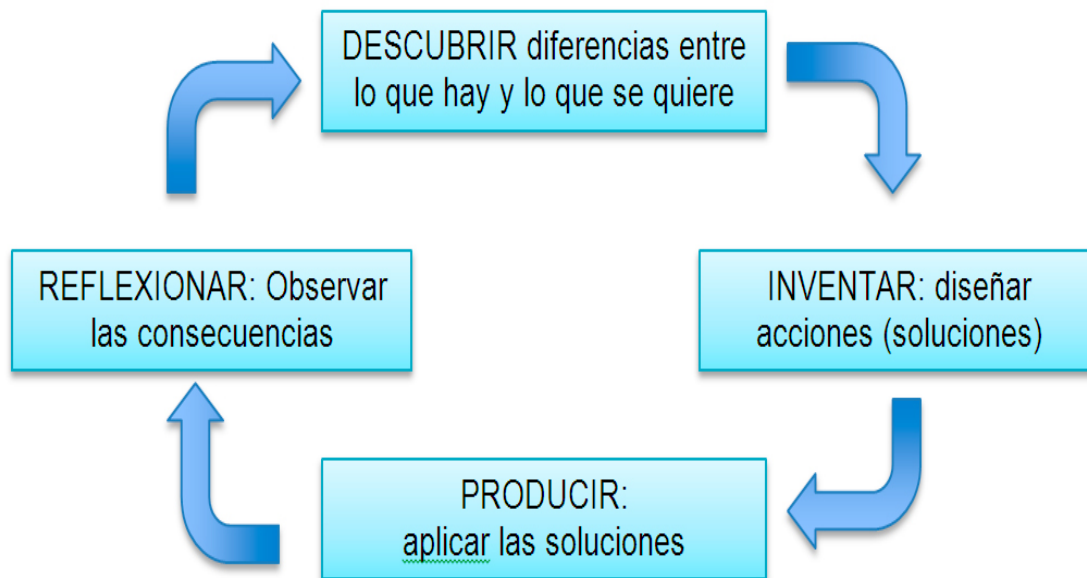 DESCUBRIR diferencias entre
lo que hay y lo que se quiere
INVENTAR: diseñar
acciones (soluciones)
PRODUCIR:
aplicar las soluciones
REFLEXIONAR: Observar
las consecuencias